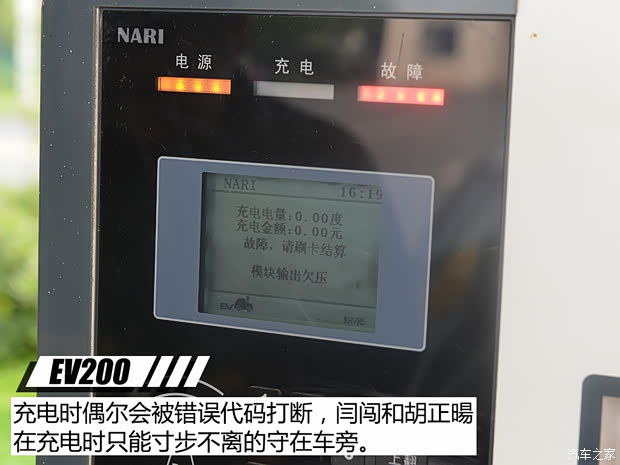 NARI
电源 充电 故障
NARI 16:19
充电电量:0.00度
充电金额:0.00元
故障，请刷卡结算
模块输出欠压
EV
EV200
充电时偶尔会被错误代码打断，闫闯和胡正暘
在充电时只能寸步不离的守在车旁。
上翻
汽车之家